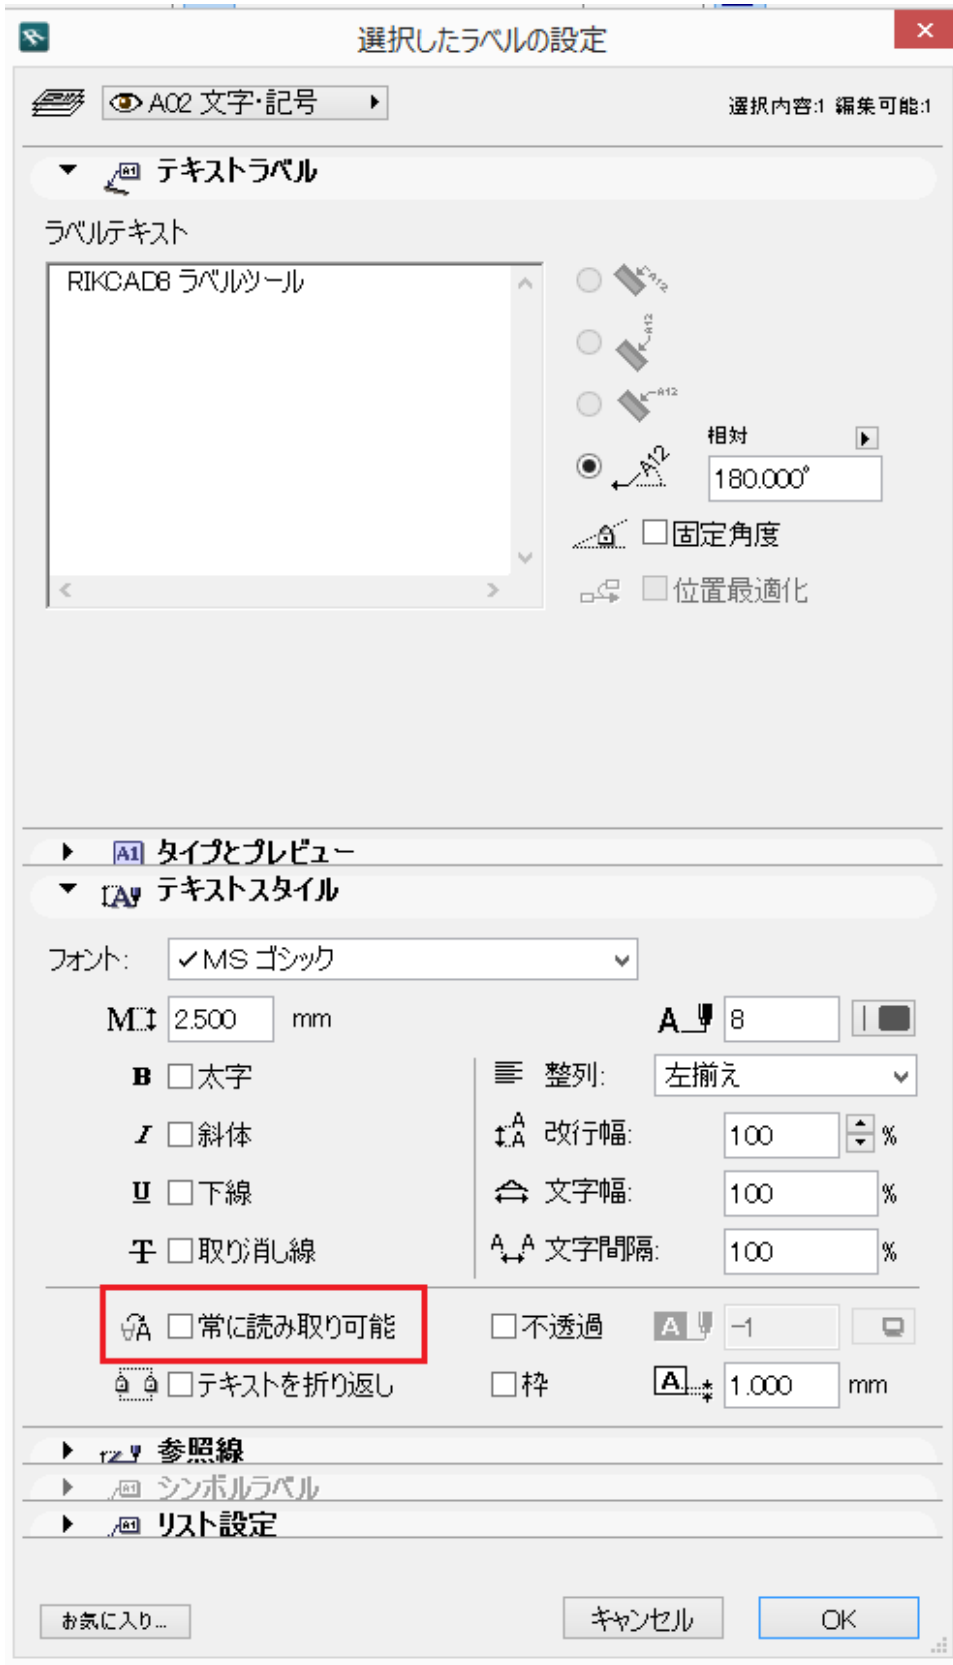 選択したラベルの設定
A02 文字・記号
選択内容:1 編集可能:1
テキストラベル
ラベルテキスト
RIKCAD8 ラベルツール
A12
A12
A12
A12
相対
180.000°
固定角度
位置最適化
A1 タイプとプレビュー
テキストスタイル
フォント: ✓MS ゴシック
M 2.500 mm
A 8
B 太字
整列: 左揃え
I 斜体
改行幅: 100 %
U 下線
文字幅: 100 %
T 取り消し線
文字間隔: 100 %
常に読み取り可能
不透過
A -1
テキストを折り返し
枠
A 1.000 mm
参照線
シンボルラベル
リスト設定
お気に入り...
キャンセル
OK